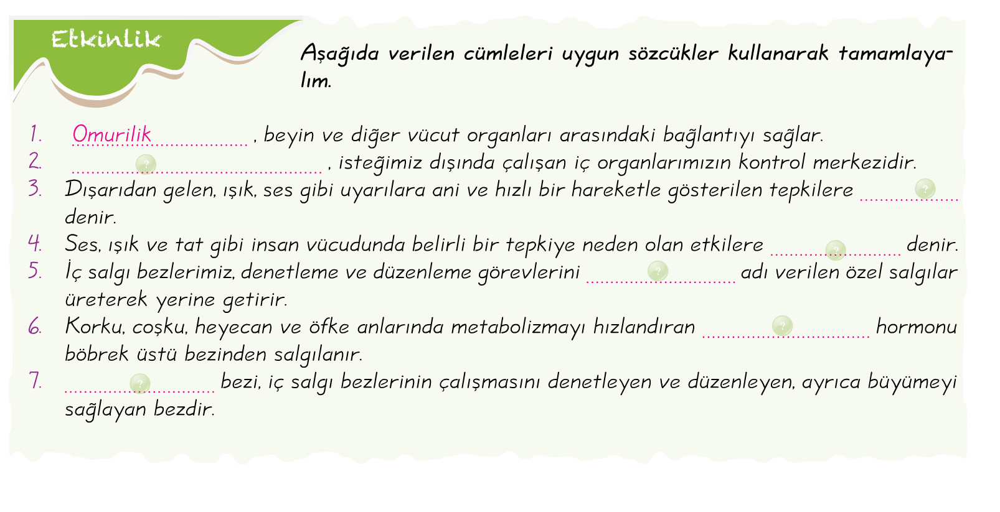 Etkinlik
Aşağıda verilen cümleleri uygun sözcükler kullanarak tamamlaya-
lım.
1. Omurilik , beyin ve diğer vücut organları arasındaki bağlantıyı sağlar.
2. ? , isteğimiz dışında çalışan iç organlarımızın kontrol merkezidir.
3. Dışarıdan gelen, ışık, ses gibi uyarılara ani ve hızlı bir hareketle gösterilen tepkilere ?
denir.
4. Ses, ışık ve tat gibi insan vücudunda belirli bir tepkiye neden olan etkilere ? denir.
5. İç salgı bezlerimiz, denetleme ve düzenleme görevlerini ? adı verilen özel salgılar
üreterek yerine getirir.
6. Korku, coşku, heyecan ve öfke anlarında metabolizmayı hızlandıran ? hormonu
böbrek üstü bezinden salgılanır.
7. ? bezi, iç salgı bezlerinin çalışmasını denetleyen ve düzenleyen, ayrıca büyümeyi
sağlayan bezdir.